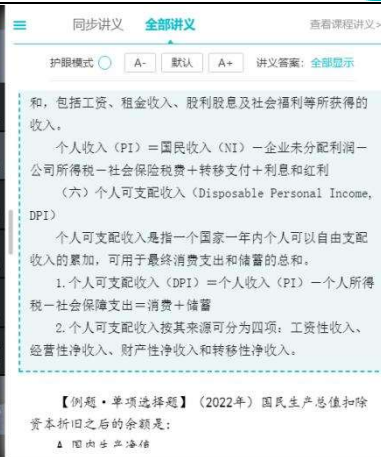 同步讲义 全部讲义 查看课程讲义>
护眼模式 A- 默认 A+ 讲义答案：全部显示
和，包括工资、租金收入、股利股息及社会福利等所获得的
收入。
个人收入（PI）＝国民收入（NI）－企业未分配利润－
公司所得税－社会保险税费＋转移支付＋利息和红利
（六）个人可支配收入（Disposable Personal Income,
DPI）
个人可支配收入是指一个国家一年内个人可以自由支配
收入的累加，可用于最终消费支出和储蓄的总和。
1.个人可支配收入（DPI）＝个人收入（PI）－个人所得
税－社会保障支出＝消费＋储蓄
2.个人可支配收入按其来源可分为四项：工资性收入、
经营性净收入、财产性净收入和转移性净收入。
【例题·单项选择题】（2022年）国民生产总值扣除
资本折旧之后的余额是：
A 国内生产净值